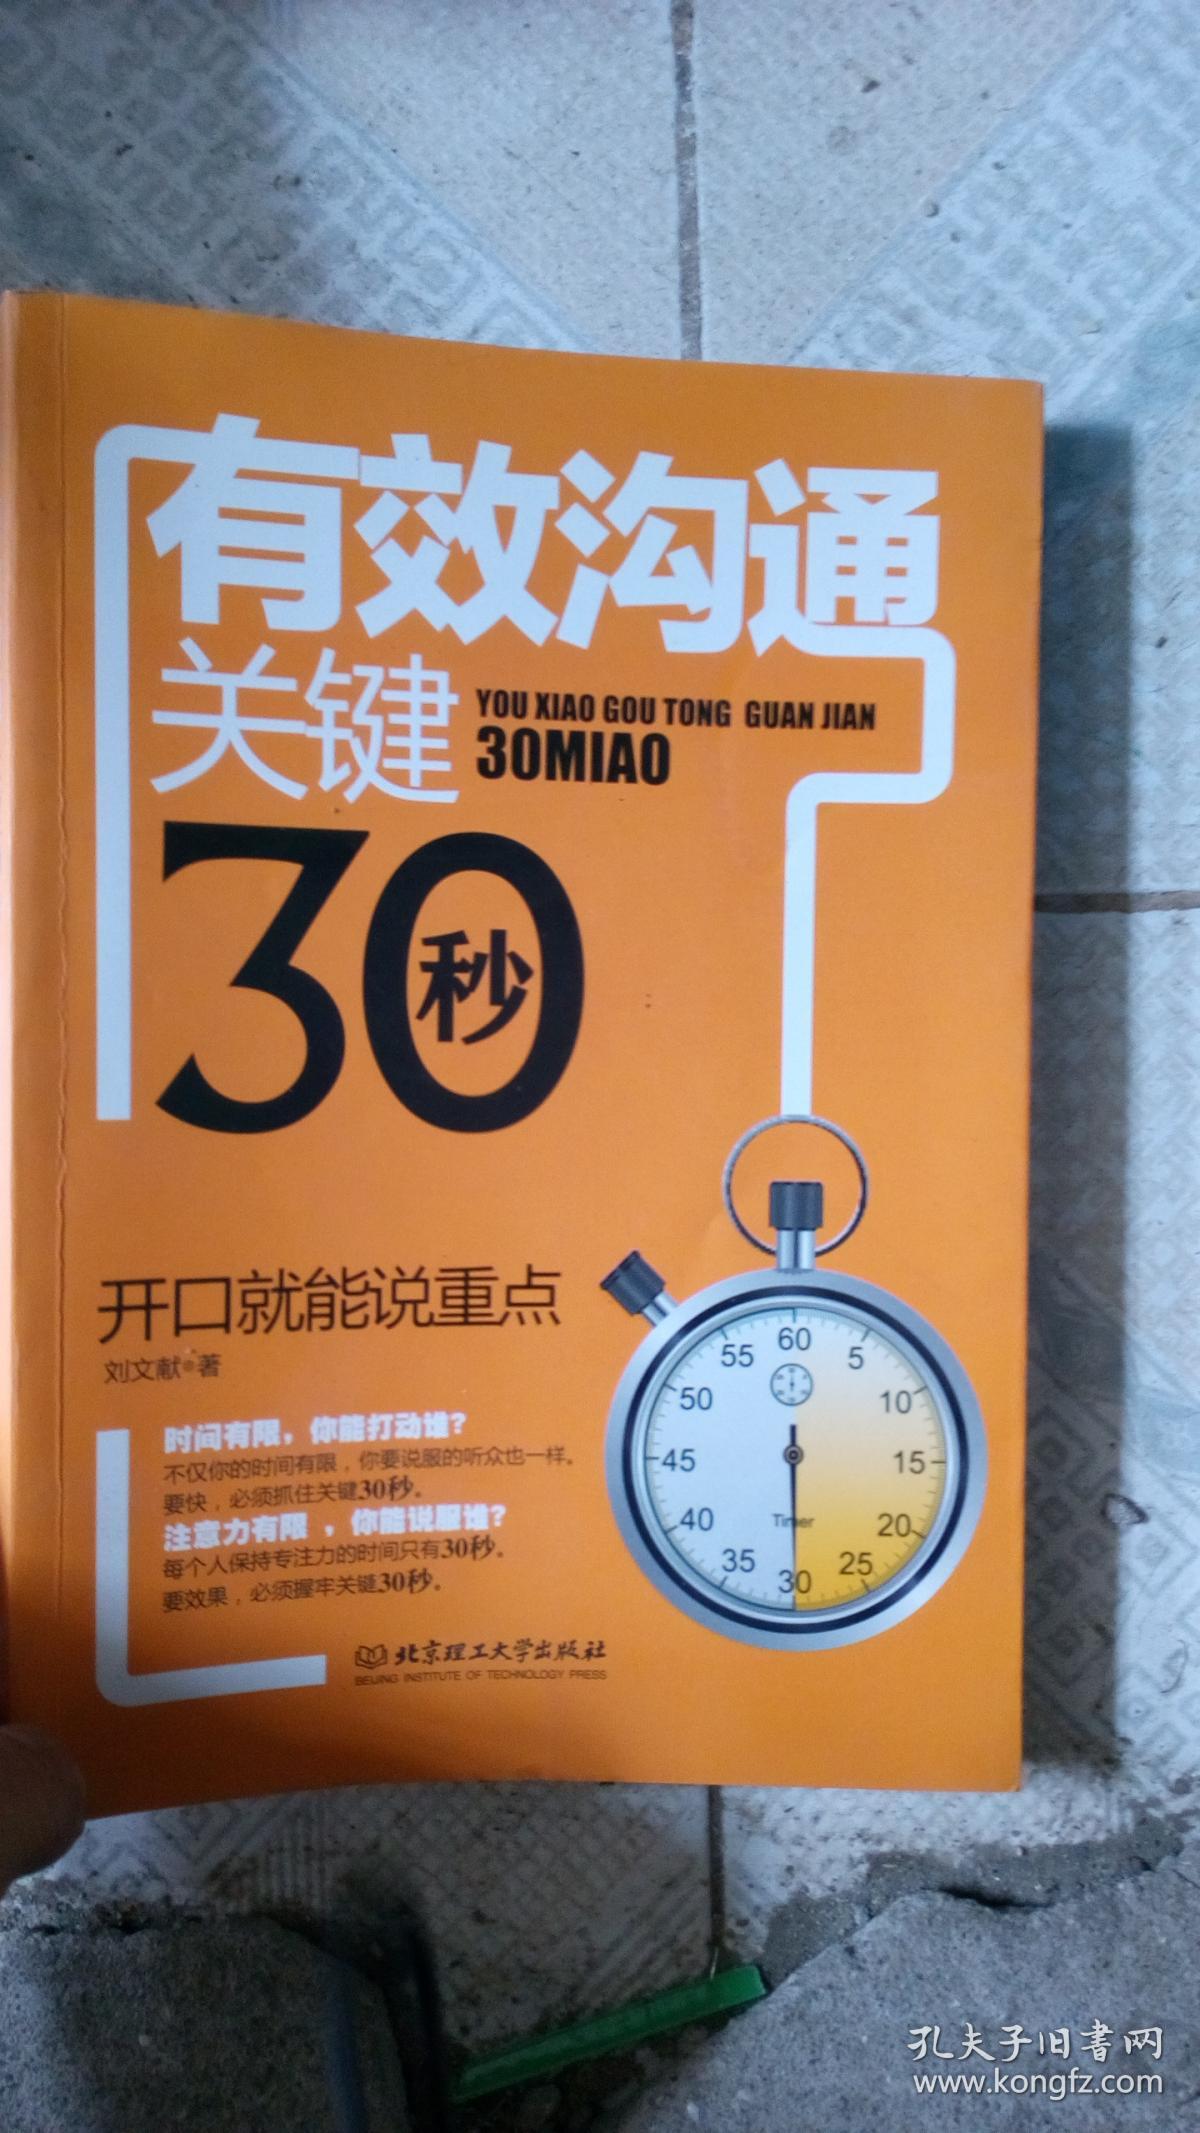 有效沟通
关键
YOU XIAO GOU TONG GUAN JIAN
30MIAO
30秒
开口就能说重点
刘文献●著
时间有限，你能打动谁？
不仅你的时间有限，你要说服的听众也一样。
要快，必须抓住关键30秒。
注意力有限，你能说服谁？
每个人保持专注力的时间只有30秒。
要效果，必须握牢关键30秒。
北京理工大学出版社
BEIJING INSTITUTE OF TECHNOLOGY PRESS
60
55 5
50 10
45 15
40 Timer 20
35 25
30
孔夫子旧书网
www.kongfz.com